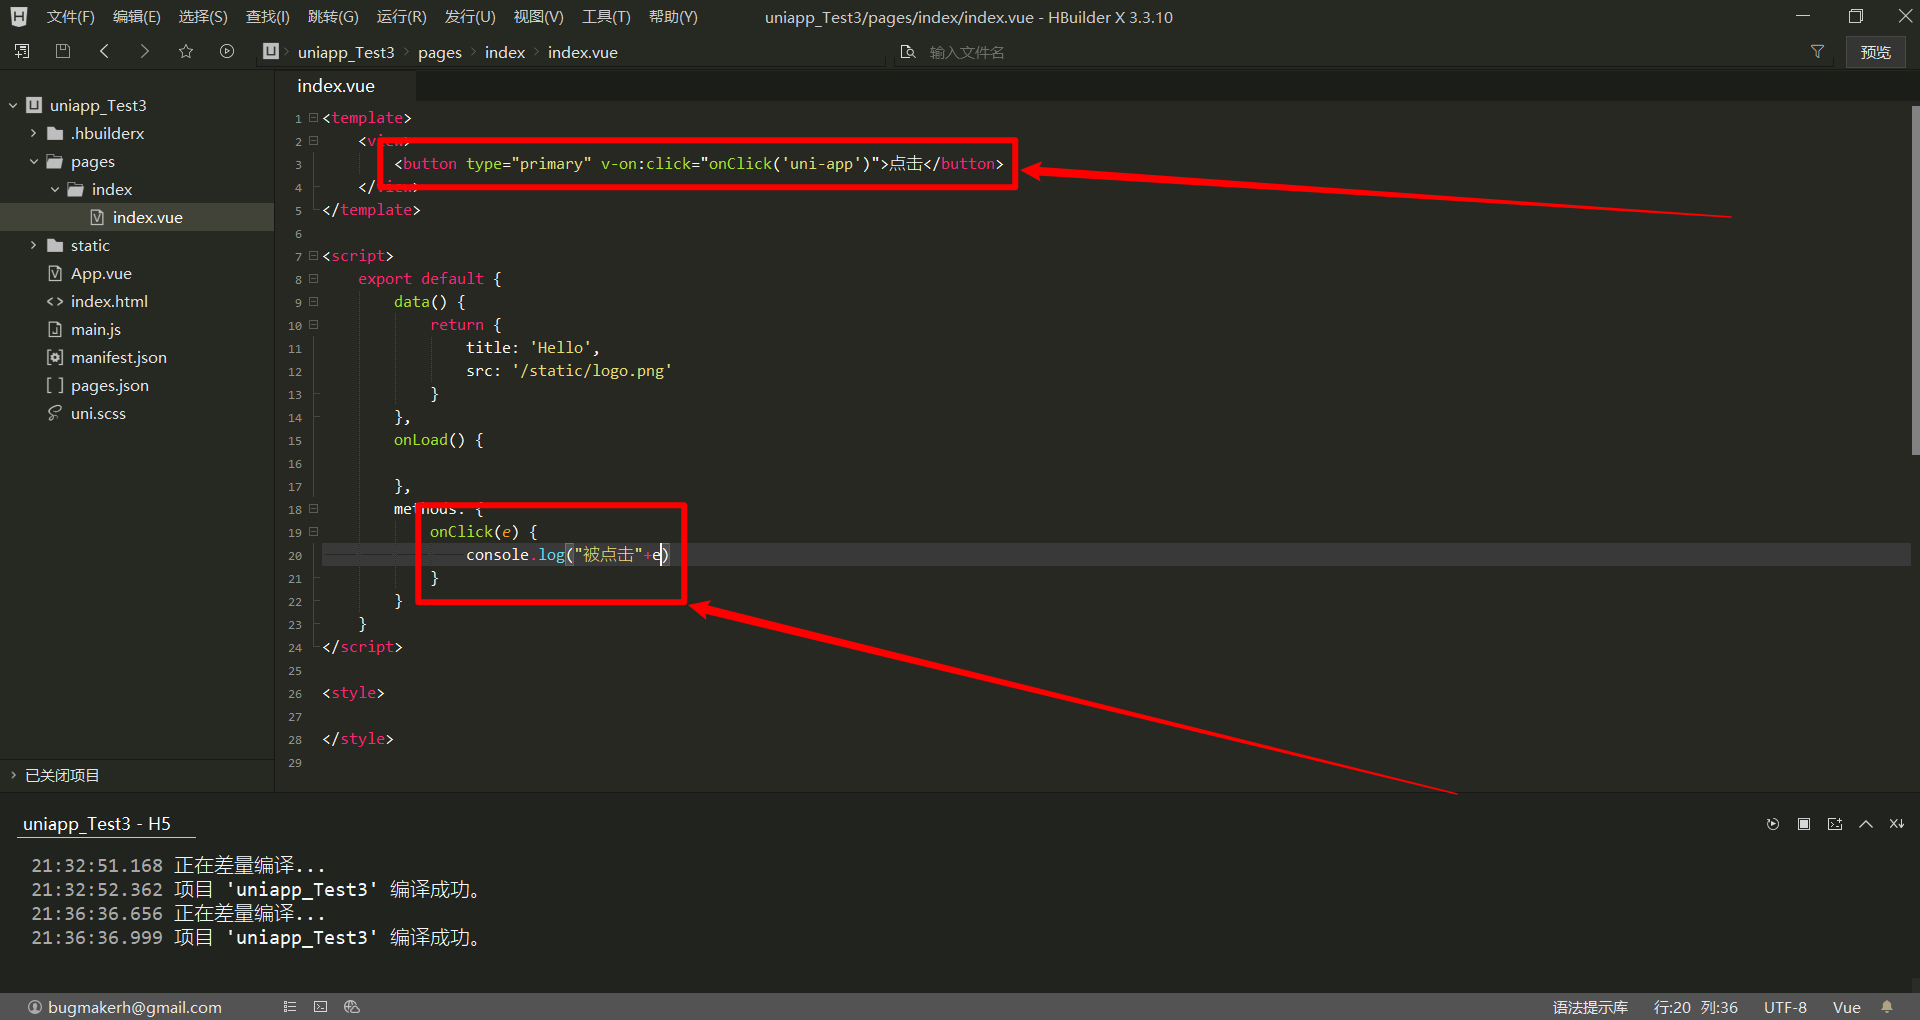 文件(F) 编辑(E) 选择(S) 查找(I) 跳转(G) 运行(R) 发行(U) 视图(V) 工具(T) 帮助(Y) uniapp_Test3/pages/index/index.vue - HBuilder X 3.3.10
U uniapp_Test3 pages index index.vue 输入文件名 预览
index.vue
U uniapp_Test3
.hbuilderx
pages
index
index.vue
static
App.vue
index.html
main.js
manifest.json
pages.json
uni.scss
已关闭项目
1 <template>
2 <view>
3 <button type="primary" v-on:click="onClick('uni-app')">点击</button>
4 </view>
5 </template>
6
7 <script>
8 export default {
9 data() {
10 return {
11 title: 'Hello',
12 src: '/static/logo.png'
13 }
14 },
15 onLoad() {
16
17 },
18 methods: {
19 onClick(e) {
20 console.log("被点击"+e)
21 }
22 }
23 }
24 </script>
25
26 <style>
27
28 </style>
29
uniapp_Test3 - H5
21:32:51.168 正在差量编译...
21:32:52.362 项目 'uniapp_Test3' 编译成功。
21:36:36.656 正在差量编译...
21:36:36.999 项目 'uniapp_Test3' 编译成功。
bugmakerh@gmail.com 语法提示库 行:20 列:36 UTF-8 Vue